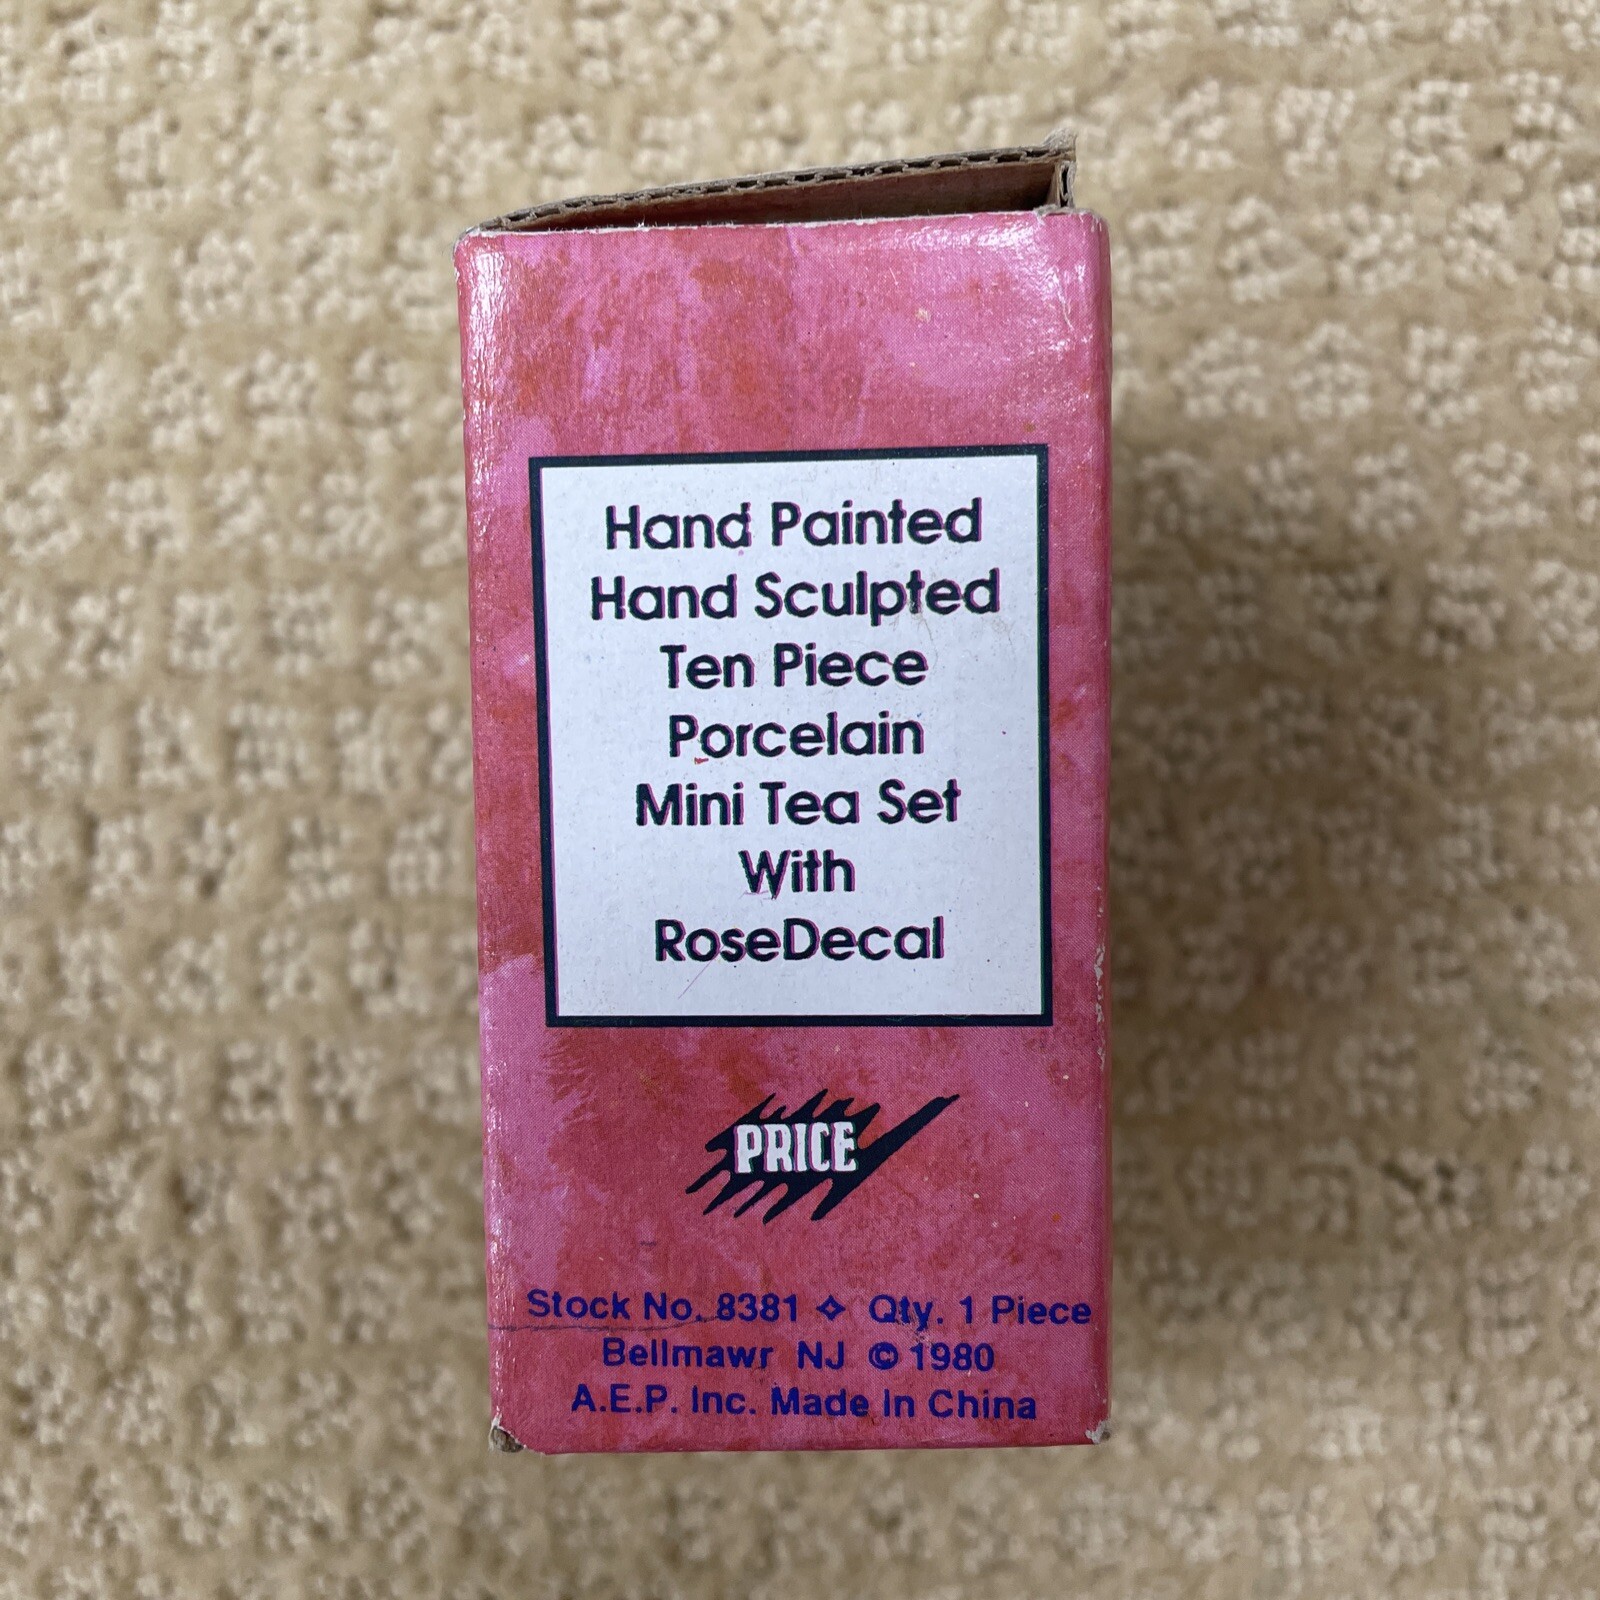 Hand Painted
Hand Sculpted
Ten Piece
Porcelain
Mini Tea Set
With
RoseDecal
PRICE
Stock No. 8381 ✧ Qty. 1 Piece
Bellmawr NJ © 1980
A.E.P. Inc. Made In China